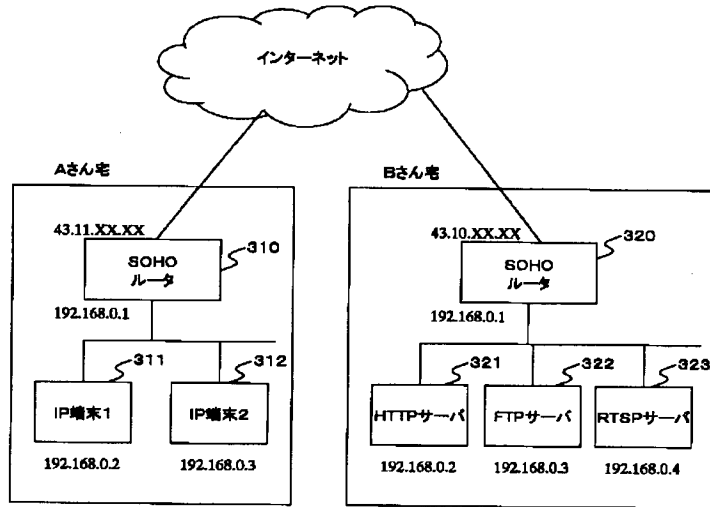 インターネット
Aさん宅
Bさん宅
43.11.XX.XX
310
SOHO
ルータ
192.168.0.1
43.10.XX.XX
320
SOHO
ルータ
192.168.0.1
311
312
IP端末1
IP端末2
192.168.0.2
192.168.0.3
321
322
323
HTTPサーバ
FTPサーバ
RTSPサーバ
192.168.0.2
192.168.0.3
192.168.0.4